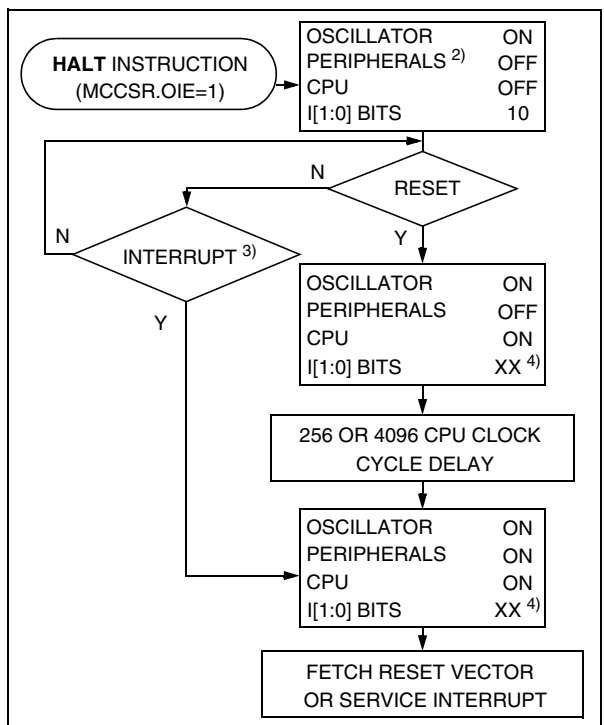 HALT INSTRUCTION
(MCCSR.OIE=1)
OSCILLATOR ON
PERIPHERALS 2) OFF
CPU OFF
I[1:0] BITS 10
RESET
N
Y
INTERRUPT 3)
N
Y
OSCILLATOR ON
PERIPHERALS OFF
CPU ON
I[1:0] BITS XX 4)
256 OR 4096 CPU CLOCK
CYCLE DELAY
OSCILLATOR ON
PERIPHERALS ON
CPU ON
I[1:0] BITS XX 4)
FETCH RESET VECTOR
OR SERVICE INTERRUPT